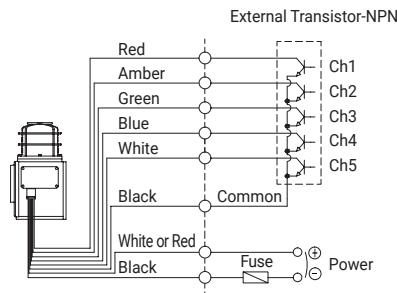 External Transistor-NPN
Red
Ch1
Amber
Ch2
Green
Ch3
Blue
Ch4
White
Ch5
Black
Common
White or Red
+
Fuse
Power
Black
-